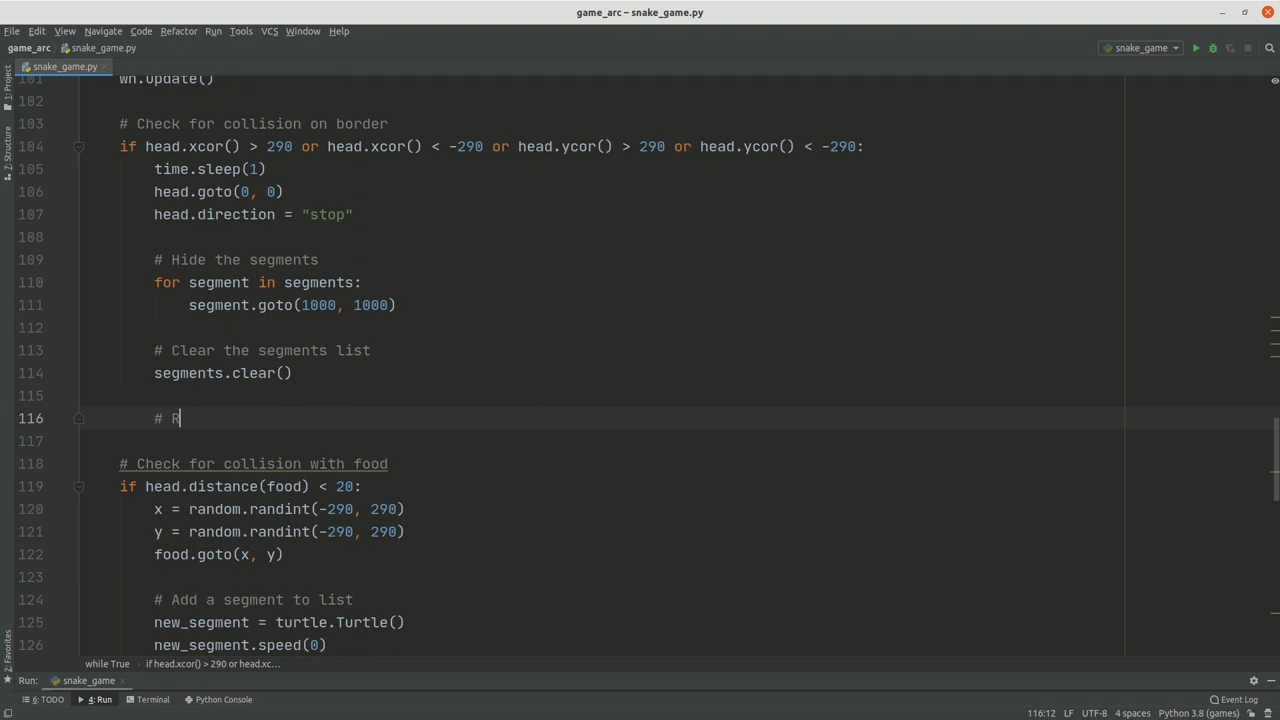 game_arc – snake_game.py
File Edit View Navigate Code Refactor Run Tools VCS Window Help
game_arc snake_game.py snake_game
snake_game.py
1: Project
7: Structure
2: Favorites
101 wn.update()
102
103 # Check for collision on border
104 if head.xcor() > 290 or head.xcor() < -290 or head.ycor() > 290 or head.ycor() < -290:
105 time.sleep(1)
106 head.goto(0, 0)
107 head.direction = "stop"
108
109 # Hide the segments
110 for segment in segments:
111 segment.goto(1000, 1000)
112
113 # Clear the segments list
114 segments.clear()
115
116 # R
117
118 # Check for collision with food
119 if head.distance(food) < 20:
120 x = random.randint(-290, 290)
121 y = random.randint(-290, 290)
122 food.goto(x, y)
123
124 # Add a segment to list
125 new_segment = turtle.Turtle()
126 new_segment.speed(0)
while True if head.xcor() > 290 or head.xc...
Run: snake_game
6: TODO 4: Run Terminal Python Console Event Log
116:12 LF UTF-8 4 spaces Python 3.8 (games)